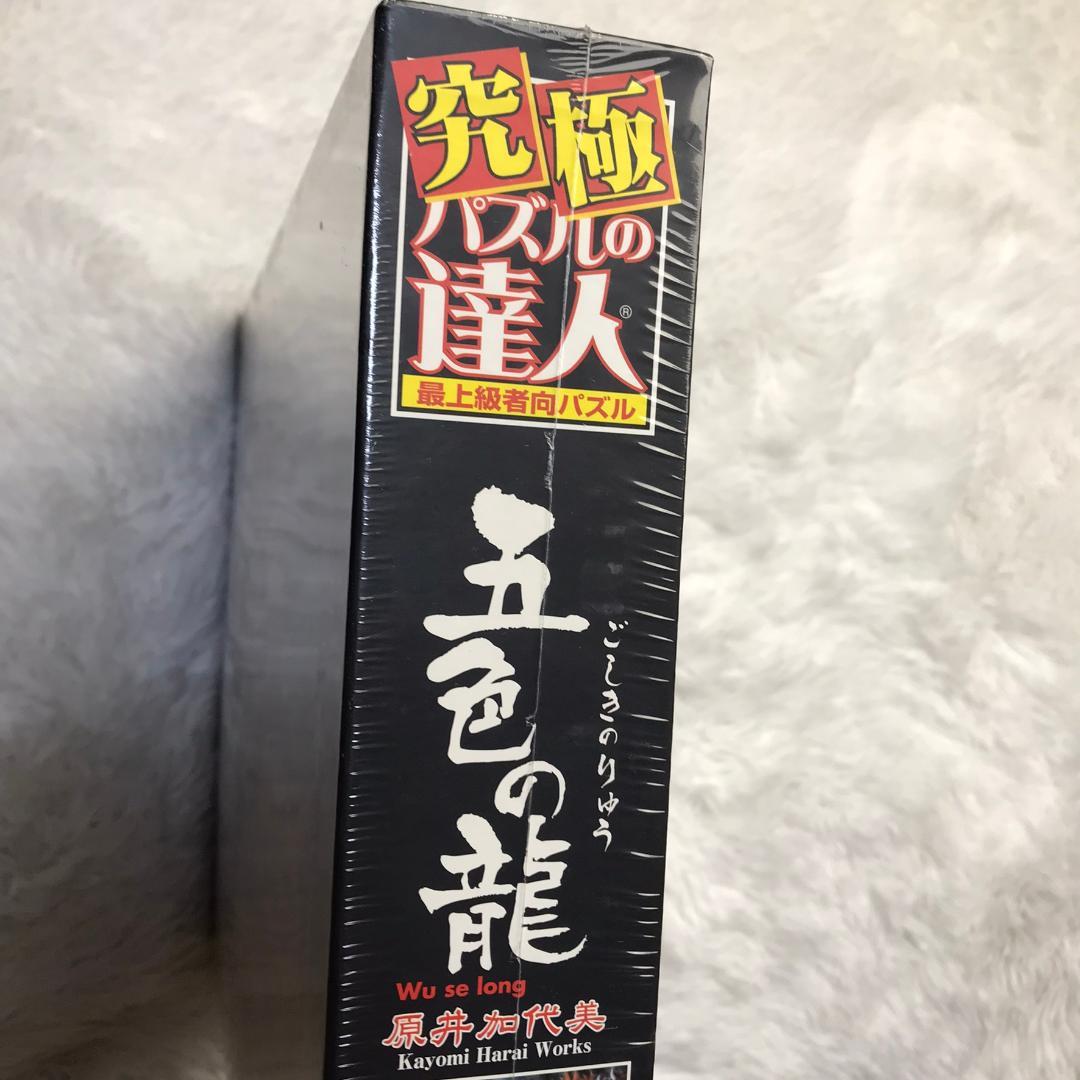 究極
パズルの
達人®
最上級者向パズル
五色の龍
ごしきのりゅう
Wu se long
原井加代美
Kayomi Harai Works